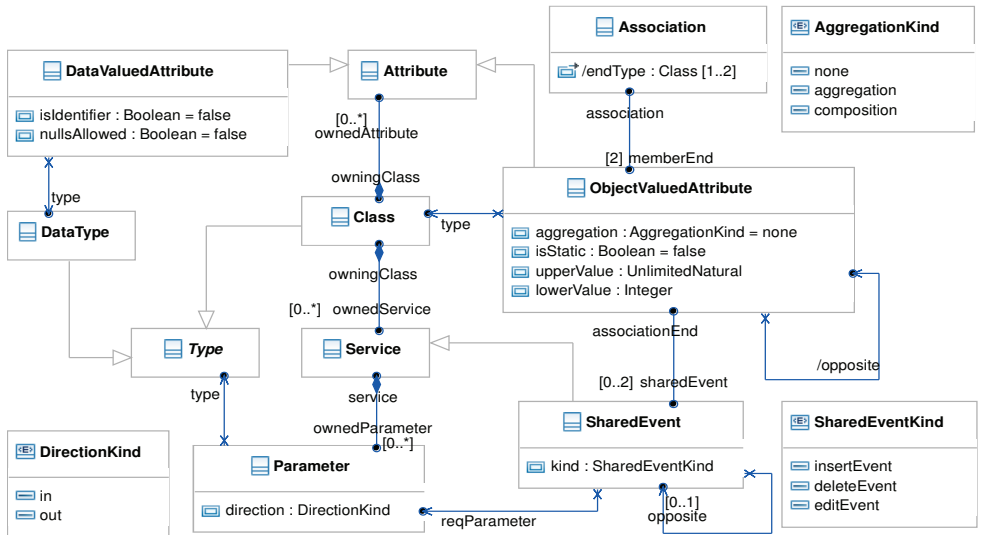 Association
/endType : Class [1..2]
AggregationKind
none
aggregation
composition
DataValuedAttribute
isIdentifier : Boolean = false
nullsAllowed : Boolean = false
Attribute
[0..*]
ownedAttribute
association
[2] memberEnd
owningClass
ObjectValuedAttribute
aggregation : AggregationKind = none
isStatic : Boolean = false
upperValue : UnlimitedNatural
lowerValue : Integer
type
DataType
Class
type
owningClass
[0..*] ownedService
associationEnd
Type
Service
/opposite
type
service
[0..2] sharedEvent
ownedParameter
[0..*]
DirectionKind
in
out
Parameter
direction : DirectionKind
SharedEvent
kind : SharedEventKind
SharedEventKind
insertEvent
deleteEvent
editEvent
[0..1]
opposite
reqParameter